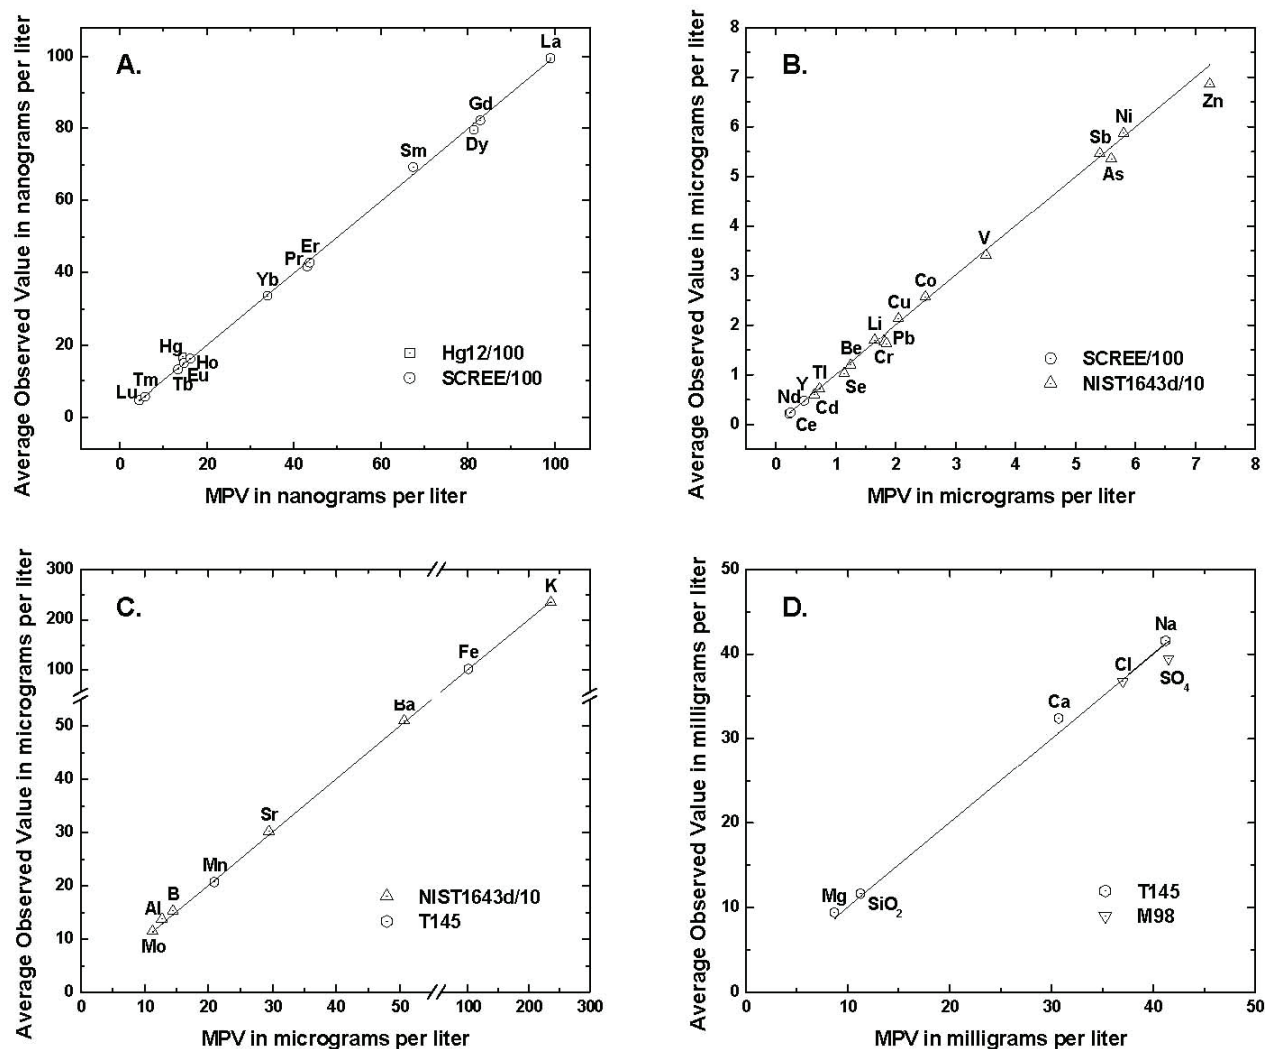 A.
Average Observed Value in nanograms per liter
100
80
60
40
20
0
La
Gd
Dy
Sm
Er
Pr
Yb
Hg
Ho
Eu
Tb
Tm
Lu
Hg12/100
SCREE/100
0 20 40 60 80 100
MPV in nanograms per liter
B.
Average Observed Value in micrograms per liter
8
7
6
5
4
3
2
1
0
Zn
Ni
Sb
As
V
Co
Cu
Li
Pb
Cr
Be
Se
Tl
Y
Cd
Nd
Ce
SCREE/100
NIST1643d/10
0 1 2 3 4 5 6 7 8
MPV in micrograms per liter
C.
Average Observed Value in micrograms per liter
300
200
100
50
40
30
20
10
0
K
Fe
Ba
Sr
Mn
B
Al
Mo
NIST1643d/10
T145
0 10 20 30 40 50 100 200 300
MPV in micrograms per liter
D.
Average Observed Value in milligrams per liter
50
40
30
20
10
0
Na
Cl
SO4
Ca
Mg
SiO2
T145
M98
0 10 20 30 40 50
MPV in milligrams per liter